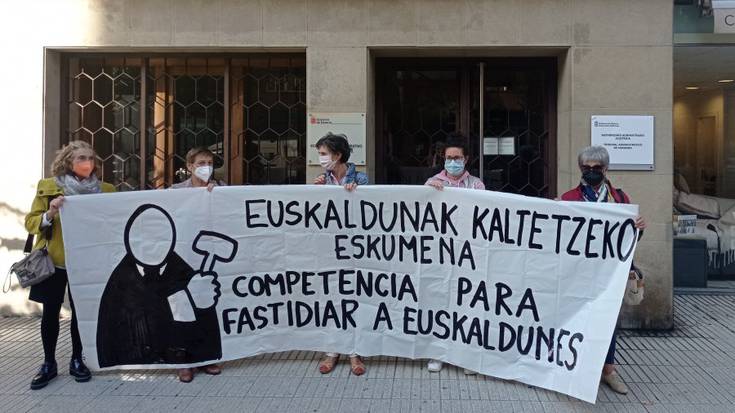 EUSKALDUNAK KALTETZEKO
ESKUMENA
COMPETENCIA PARA
FASTIDIAR A EUSKALDUNES